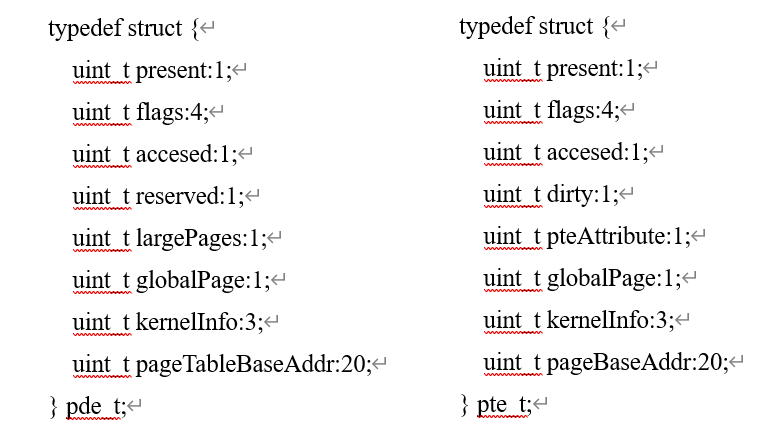 typedef struct {↵
uint_t present:1;↵
uint_t flags:4;↵
uint_t accesed:1;↵
uint_t reserved:1;↵
uint_t largePages:1;↵
uint_t globalPage:1;↵
uint_t kernelInfo:3;↵
uint_t pageTableBaseAddr:20;↵
} pde_t;↵
typedef struct {↵
uint_t present:1;↵
uint_t flags:4;↵
uint_t accesed:1;↵
uint_t dirty:1;↵
uint_t pteAttribute:1;↵
uint_t globalPage:1;↵
uint_t kernelInfo:3;↵
uint_t pageBaseAddr:20;↵
} pte_t;↵